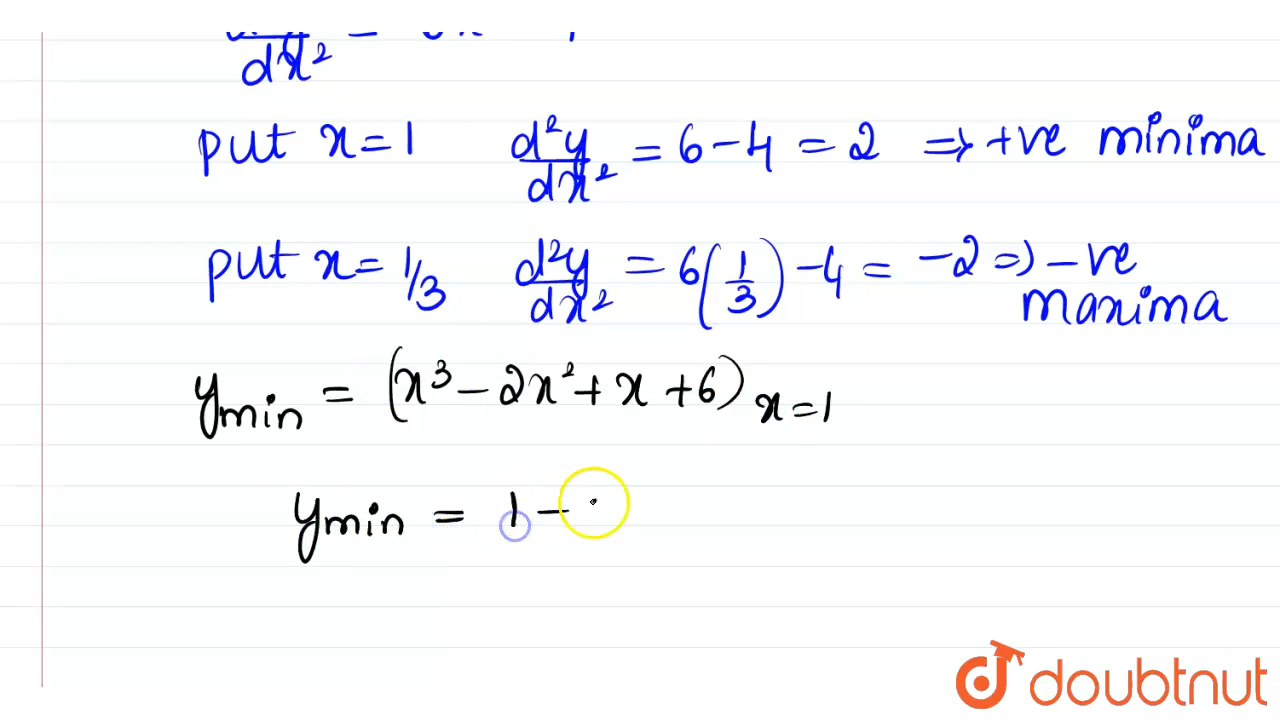 dx²
put x = 1 d²y/dx² = 6 - 4 = 2 ⇒ +ve minima
put x = 1/3 d²y/dx² = 6(1/3) - 4 = -2 ⇒ -ve
maxima
ymin = (x³ - 2x² + x + 6) x = 1
ymin = 1 -
doubtnut